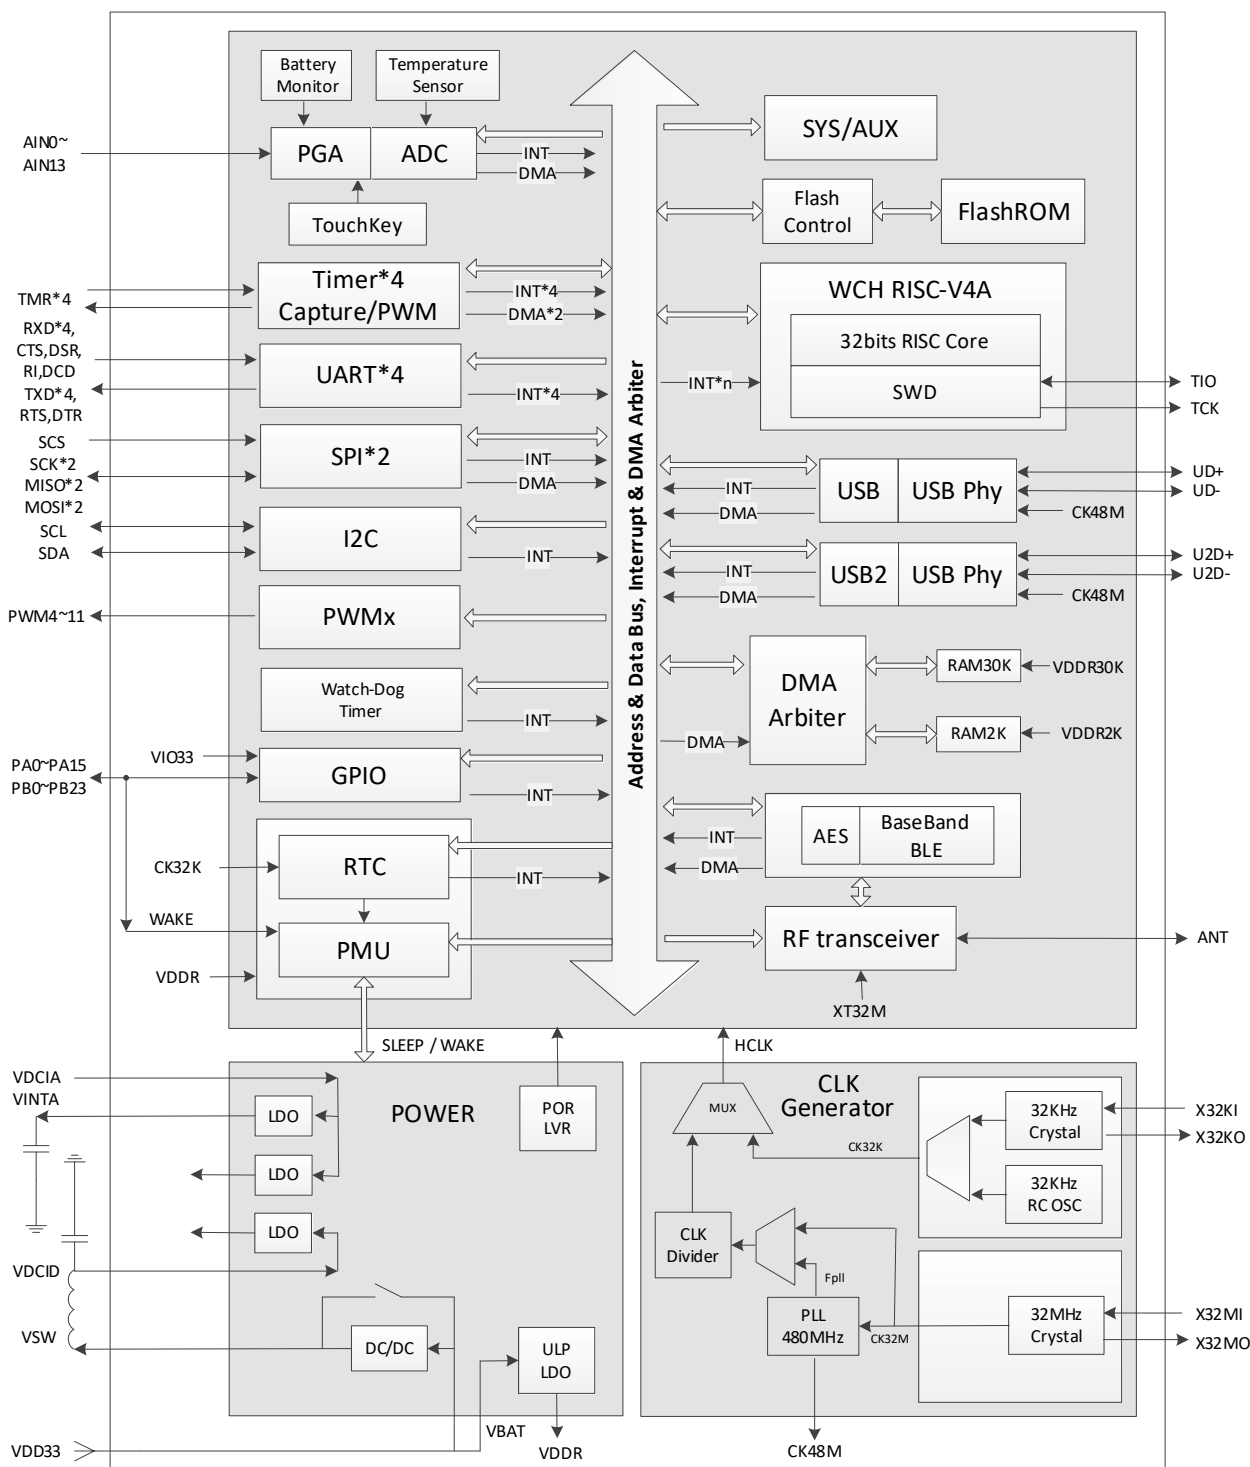 Battery
Monitor
Temperature
Sensor
AIN0~
AIN13
PGA
ADC
INT
DMA
TouchKey
SYS/AUX
Flash
Control
FlashROM
TMR*4
Timer*4
Capture/PWM
INT*4
DMA*2
WCH RISC-V4A
32bits RISC Core
SWD
INT*n
TIO
TCK
RXD*4,
CTS,DSR,
RI,DCD
TXD*4,
RTS,DTR
UART*4
INT*4
SCS
SCK*2
MISO*2
MOSI*2
SPI*2
INT
DMA
Address & Data Bus, Interrupt & DMA Arbiter
INT
DMA
USB
USB Phy
UD+
UD-
CK48M
SCL
SDA
I2C
INT
INT
DMA
USB2
USB Phy
U2D+
U2D-
CK48M
PWM4~11
PWMx
Watch-Dog
Timer
INT
DMA
DMA
Arbiter
RAM30K
VDDR30K
RAM2K
VDDR2K
PA0~PA15
PB0~PB23
VIO33
GPIO
INT
INT
DMA
AES
BaseBand
BLE
CK32K
RTC
INT
WAKE
PMU
VDDR
RF transceiver
ANT
XT32M
SLEEP / WAKE
HCLK
VDCIA
VINTA
LDO
LDO
LDO
POWER
POR
LVR
VDCID
VSW
DC/DC
ULP
LDO
VBAT
VDDR
VDD33
CLK
Generator
MUX
CK32K
32KHz
Crystal
X32KI
X32KO
32KHz
RC OSC
CLK
Divider
Fpll
PLL
480MHz
CK32M
32MHz
Crystal
X32MI
X32MO
CK48M